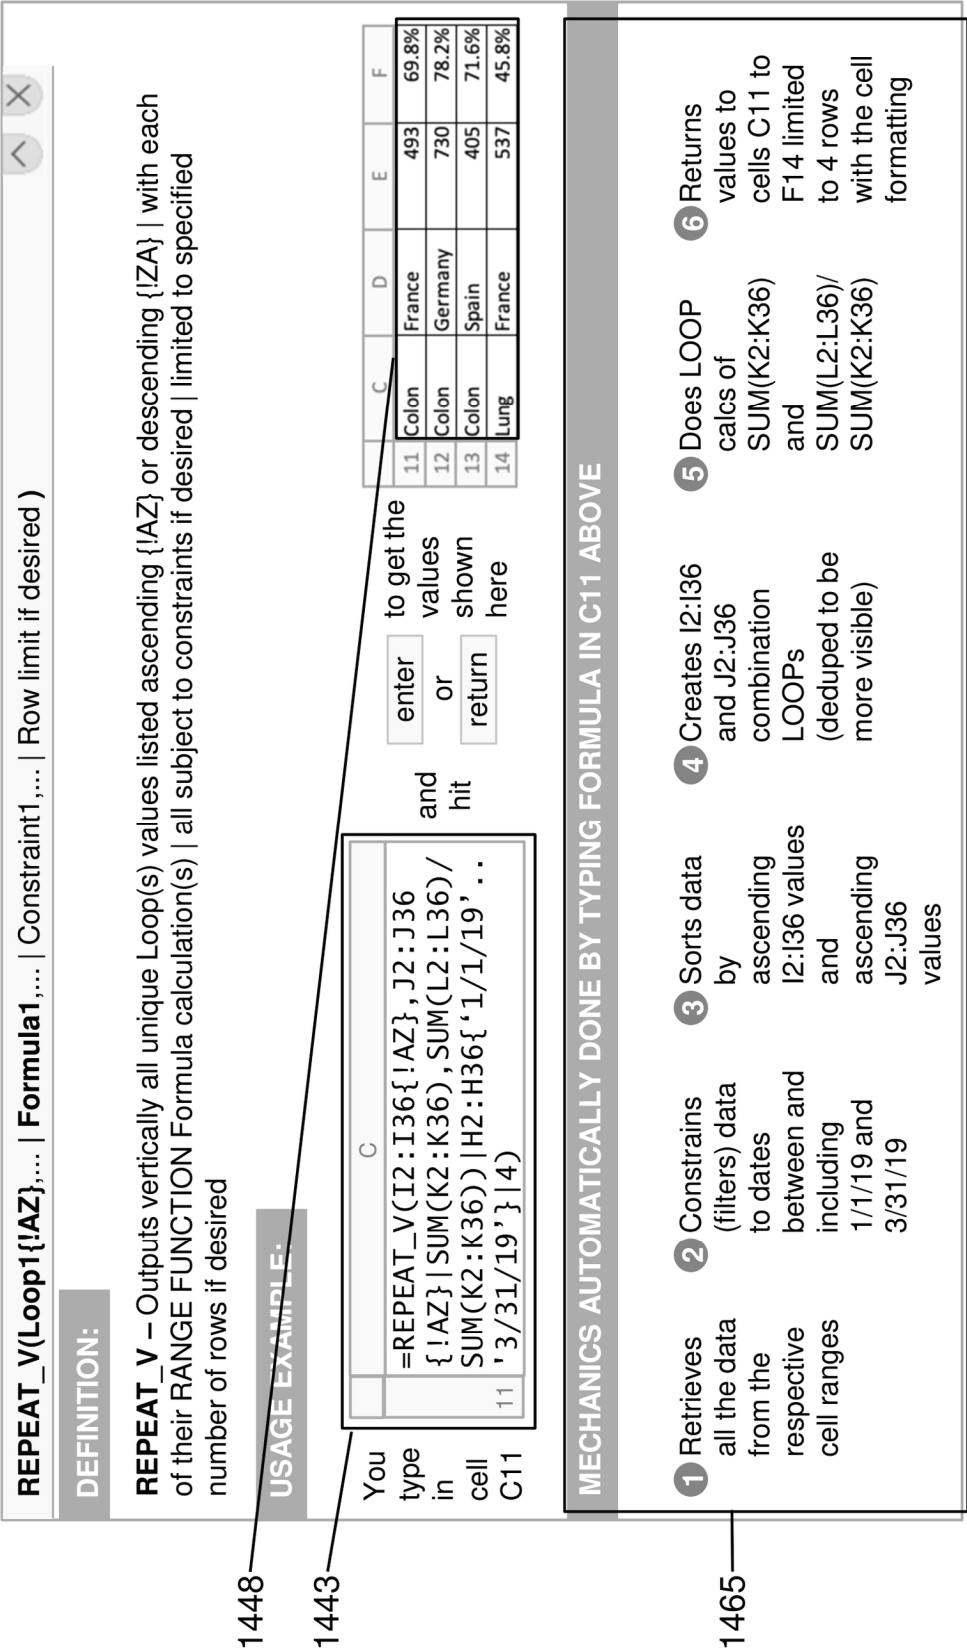 REPEAT_V(Loop1{!AZ},... | Formula1,... | Constraint1,... | Row limit if desired )
DEFINITION:
REPEAT_V – Outputs vertically all unique Loop(s) values listed ascending {!AZ} or descending {!ZA} | with each
of their RANGE FUNCTION Formula calculation(s) | all subject to constraints if desired | limited to specified
number of rows if desired
USAGE EXAMPLE:
You
type
in
cell
C11
C
11
=REPEAT_V(I2:I36{!AZ},J2:J36
{!AZ}|SUM(K2:K36),SUM(L2:L36)/
SUM(K2:K36))|H2:H36{‘1/1/19’..
'3/31/19'}|4)
and
hit
enter
or
return
to get the
values
shown
here
C D E F
11 Colon France 493 69.8%
12 Colon Germany 730 78.2%
13 Colon Spain 405 71.6%
14 Lung France 537 45.8%
MECHANICS AUTOMATICALLY DONE BY TYPING FORMULA IN C11 ABOVE
1 Retrieves
all the data
from the
respective
cell ranges
2 Constrains
(filters) data
to dates
between and
including
1/1/19 and
3/31/19
3 Sorts data
by
ascending
I2:I36 values
and
ascending
J2:J36
values
4 Creates I2:I36
and J2:J36
combination
LOOPs
(deduped to be
more visible)
5 Does LOOP
calcs of
SUM(K2:K36)
and
SUM(L2:L36)/
SUM(K2:K36)
6 Returns
values to
cells C11 to
F14 limited
to 4 rows
with the cell
formatting
1448
1443
1465